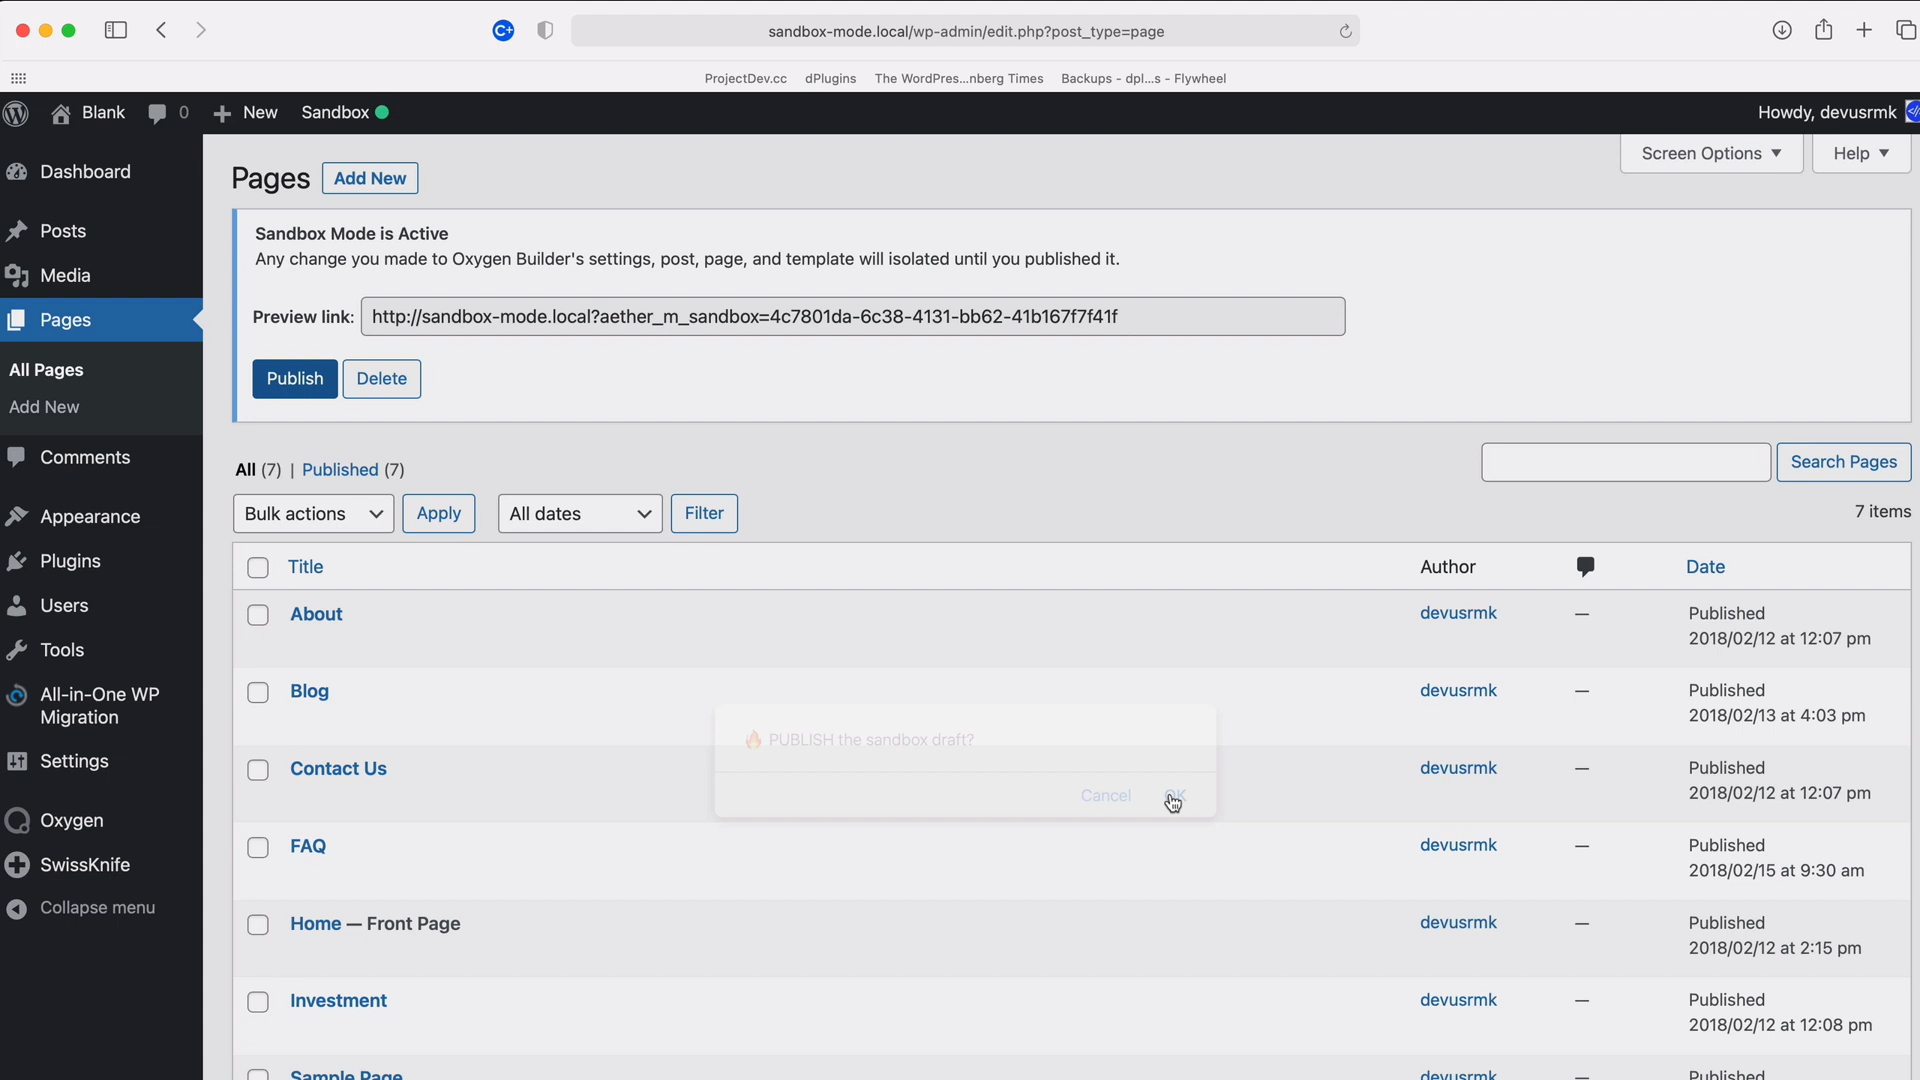 sandbox-mode.local/wp-admin/edit.php?post_type=page
ProjectDev.cc dPlugins The WordPres...nberg Times Backups - dpl...s - Flywheel
Blank 0 New Sandbox Howdy, devusrmk
Screen Options Help
Dashboard
Posts
Media
Pages
All Pages
Add New
Comments
Appearance
Plugins
Users
Tools
All-in-One WP
Migration
Settings
Oxygen
SwissKnife
Collapse menu
Pages Add New
Sandbox Mode is Active
Any change you made to Oxygen Builder's settings, post, page, and template will isolated until you published it.
Preview link: http://sandbox-mode.local?aether_m_sandbox=4c7801da-6c38-4131-bb62-41b167f7f41f
Publish Delete
All (7) | Published (7)
Search Pages
Bulk actions Apply All dates Filter
7 items
Title Author Date
About devusrmk — Published
2018/02/12 at 12:07 pm
Blog devusrmk — Published
2018/02/13 at 4:03 pm
🔥 PUBLISH the sandbox draft?
Cancel OK
Contact Us devusrmk — Published
2018/02/12 at 12:07 pm
FAQ devusrmk — Published
2018/02/15 at 9:30 am
Home — Front Page devusrmk — Published
2018/02/12 at 2:15 pm
Investment devusrmk — Published
2018/02/12 at 12:08 pm
Sample Page devusrmk — Published